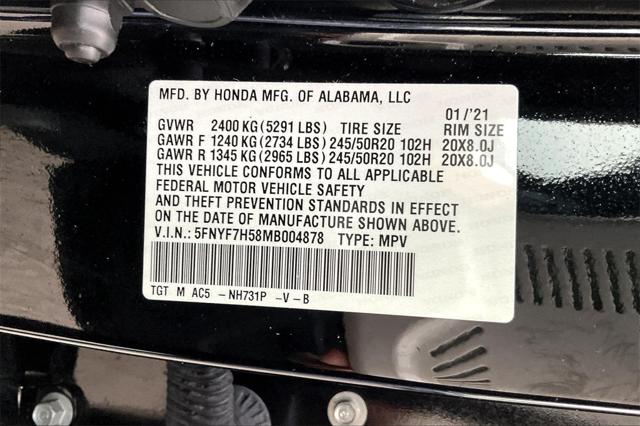 MFD. BY HONDA MFG. OF ALABAMA, LLC
01/'21
GVWR 2400 KG (5291 LBS) TIRE SIZE RIM SIZE
GAWR F 1240 KG (2734 LBS) 245/50R20 102H 20X8.0J
GAWR R 1345 KG (2965 LBS) 245/50R20 102H 20X8.0J
THIS VEHICLE CONFORMS TO ALL APPLICABLE
FEDERAL MOTOR VEHICLE SAFETY
AND THEFT PREVENTION STANDARDS IN EFFECT
ON THE DATE OF MANUFACTURE SHOWN ABOVE.
V.I.N.: 5FNYF7H58MB004878 TYPE: MPV
TGT M AC5 - NH731P -V-B